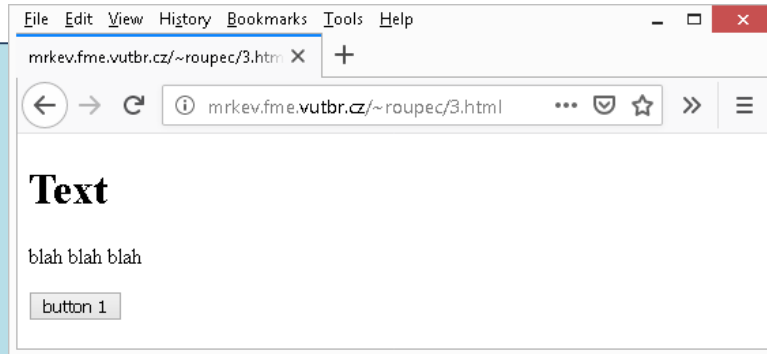 File Edit View History Bookmarks Tools Help
mrkev.fme.vutbr.cz/~roupec/3.htm
mrkev.fme.vutbr.cz/~roupec/3.html
Text
blah blah blah
button 1